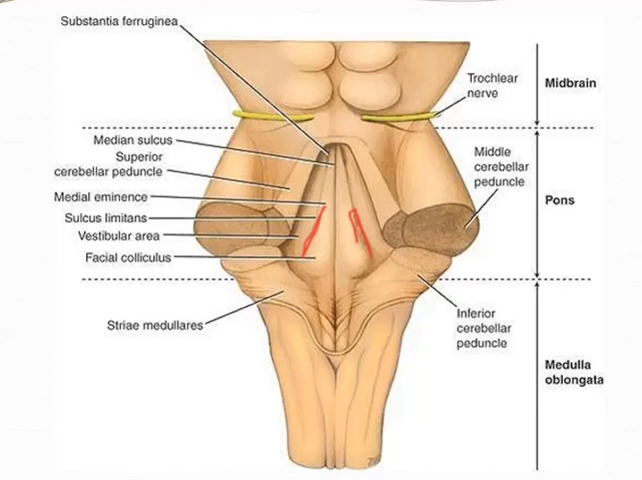 Substantia ferruginea
Trochlear
nerve
Midbrain
Median sulcus
Superior
cerebellar peduncle
Medial eminence
Sulcus limitans
Vestibular area
Facial colliculus
Middle
cerebellar
peduncle
Pons
Striae medullares
Inferior
cerebellar
peduncle
Medulla
oblongata